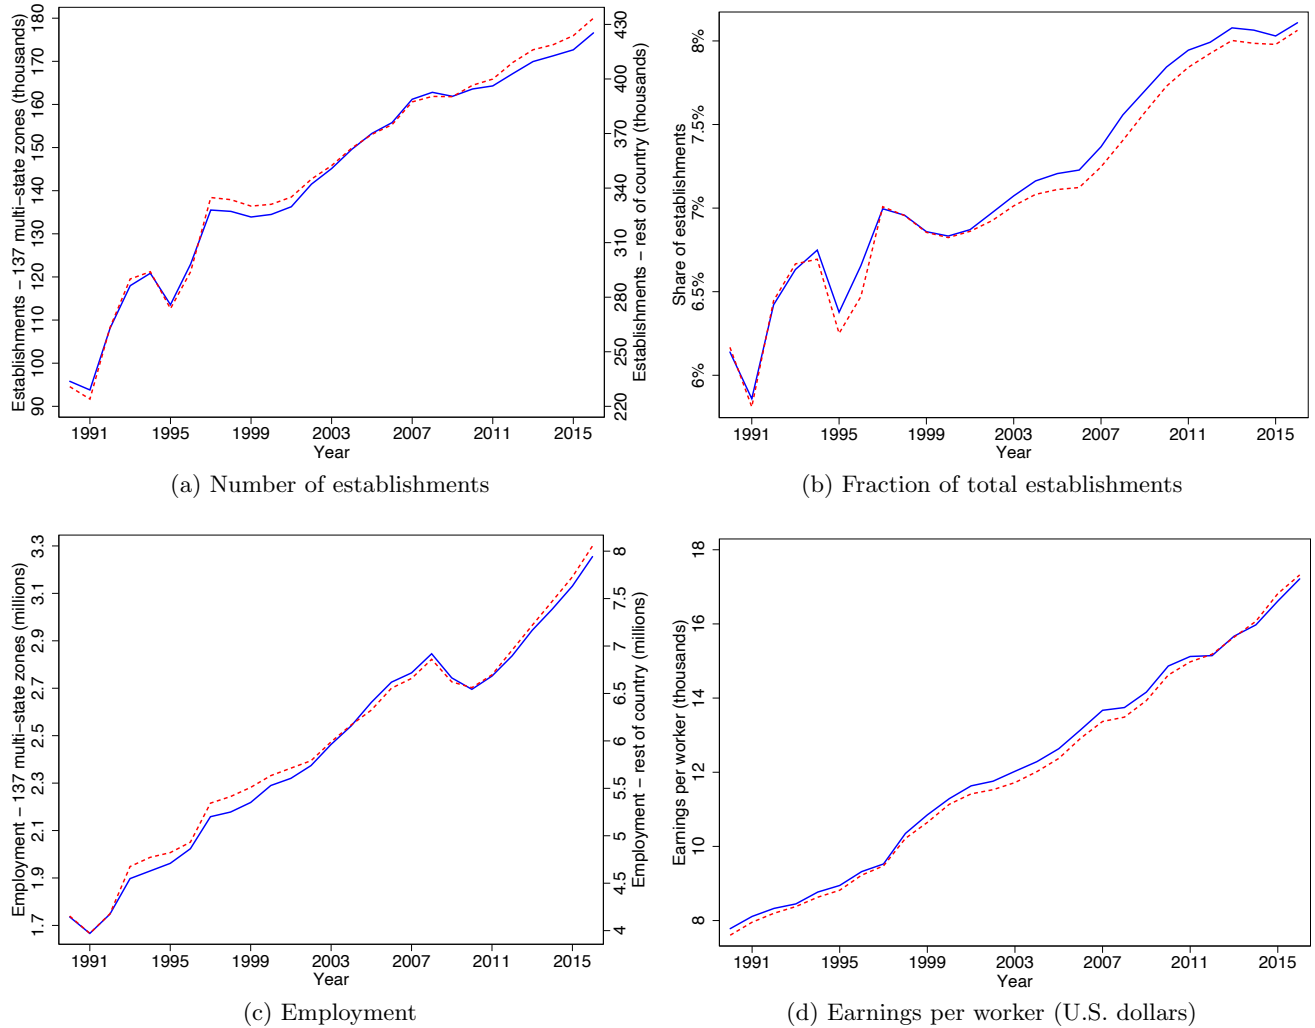 Establishments − 137 multi−state zones (thousands)
180
170
160
150
140
130
120
110
100
90
430
400
370
340
310
280
250
220
Establishments − rest of country (thousands)
1991 1995 1999 2003 2007 2011 2015
Year
(a) Number of establishments
Share of establishments
8%
7.5%
7%
6.5%
6%
1991 1995 1999 2003 2007 2011 2015
Year
(b) Fraction of total establishments
Employment − 137 multi−state zones (millions)
3.3
3.1
2.9
2.7
2.5
2.3
2.1
1.9
1.7
8
7.5
7
6.5
6
5.5
5
4.5
4
Employment − rest of country (millions)
1991 1995 1999 2003 2007 2011 2015
Year
(c) Employment
Earnings per worker (thousands)
18
16
14
12
10
8
1991 1995 1999 2003 2007 2011 2015
Year
(d) Earnings per worker (U.S. dollars)